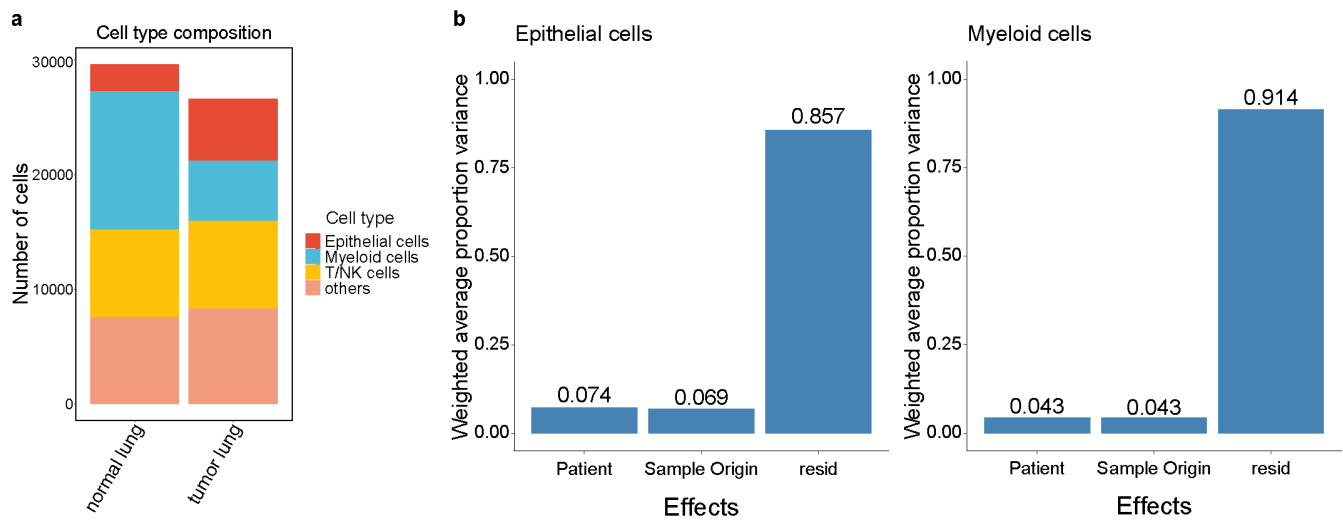 a
Cell type composition
Number of cells
30000
20000
10000
0
normal lung
tumor lung
Cell type
Epithelial cells
Myeloid cells
T/NK cells
others
b
Epithelial cells
Weighted average proportion variance
1.00
0.75
0.50
0.25
0.00
0.074
0.069
0.857
Patient
Sample Origin
resid
Effects
Myeloid cells
Weighted average proportion variance
1.00
0.75
0.50
0.25
0.00
0.043
0.043
0.914
Patient
Sample Origin
resid
Effects